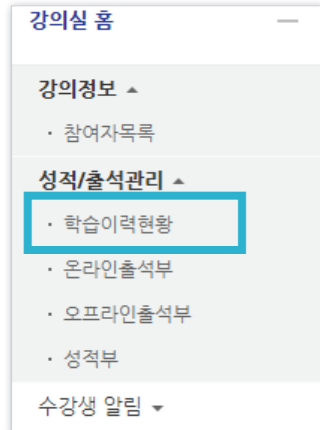 강의실 홈 —
강의정보 ▲
· 참여자목록
성적/출석관리 ▲
· 학습이력현황
· 온라인출석부
· 오프라인출석부
· 성적부
수강생 알림 ▼